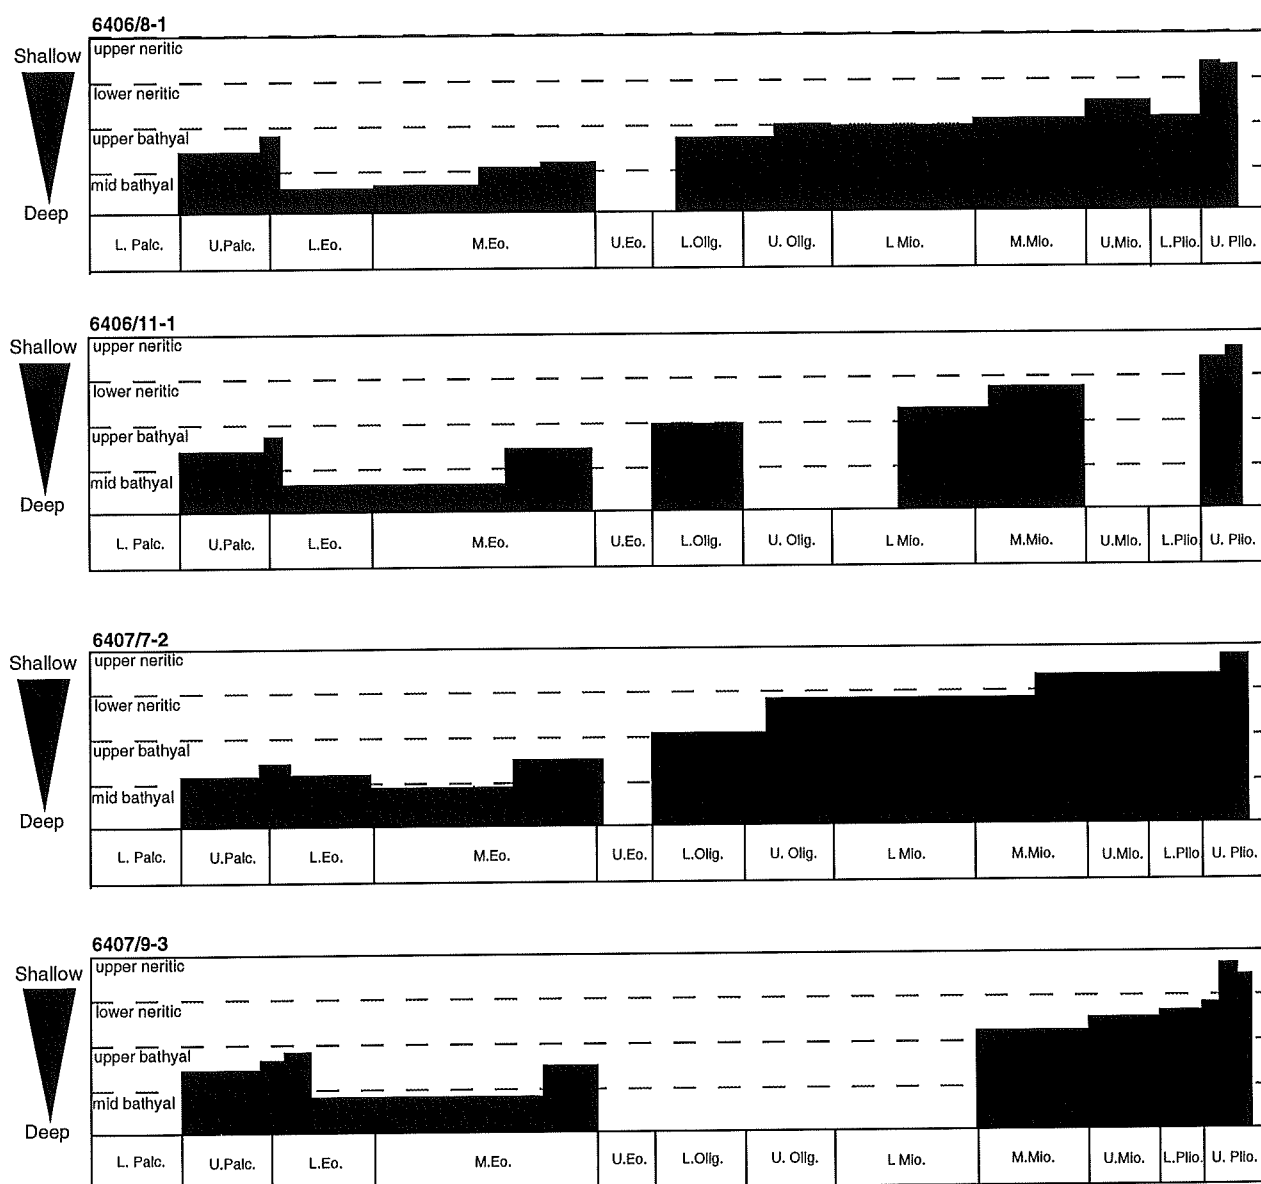 6406/8-1
Shallow
upper neritic
lower neritic
upper bathyal
mid bathyal
Deep
L. Palc. U.Palc. L.Eo. M.Eo. U.Eo. L.Olig. U. Olig. L Mio. M.Mio. U.Mio. L.Plio. U. Plio.
6406/11-1
Shallow
upper neritic
lower neritic
upper bathyal
mid bathyal
Deep
L. Palc. U.Palc. L.Eo. M.Eo. U.Eo. L.Olig. U. Olig. L Mio. M.Mio. U.Mio. L.Plio. U. Plio.
6407/7-2
Shallow
upper neritic
lower neritic
upper bathyal
mid bathyal
Deep
L. Palc. U.Palc. L.Eo. M.Eo. U.Eo. L.Olig. U. Olig. L Mio. M.Mio. U.Mio. L.Plio U. Plio.
6407/9-3
Shallow
upper neritic
lower neritic
upper bathyal
mid bathyal
Deep
L. Palc. U.Palc. L.Eo. M.Eo. U.Eo. L.Olig. U. Olig. L Mio. M.Mio. U.Mio. L.Plio. U. Plio.